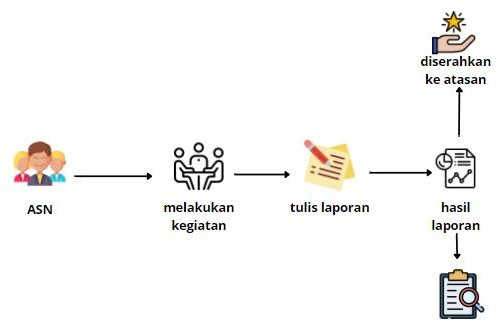 diserahkan
ke atasan
ASN
melakukan
kegiatan
tulis laporan
hasil
laporan